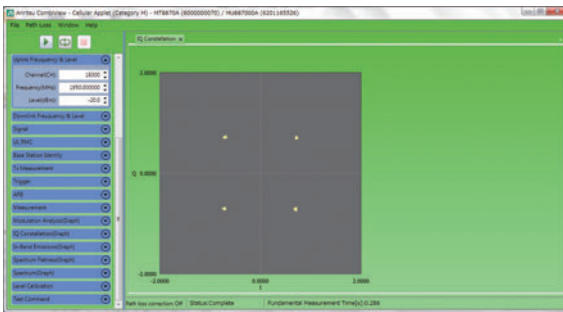 Anritsu CombiView - Cellular Applet (Category M) - MT8870A (6000000070) / MU887000A (6201165526)
File Path Loss Window Help
IQ Constellation x
Uplink Frequency & Level
Channel(CH) 18300
Frequency(MHz) 1950.000000
Level(dBm) -20.0
Downlink Frequency & Level
Signal
UL RMC
Base Station Identity
Tx Measurement
Trigger
Measurement
Modulation Analysis(Graph)
IQ Constellation(Graph)
In-Band Emissions(Graph)
Spectrum Flatness(Graph)
Spectrum(Graph)
Level Calibration
Test Command
2.0000
Q 0.0000
-2.0000
-2.0000 0.0000 2.0000
I
Path loss correction Off Status:Complete Fundamental Measurement Time[s]:0.286